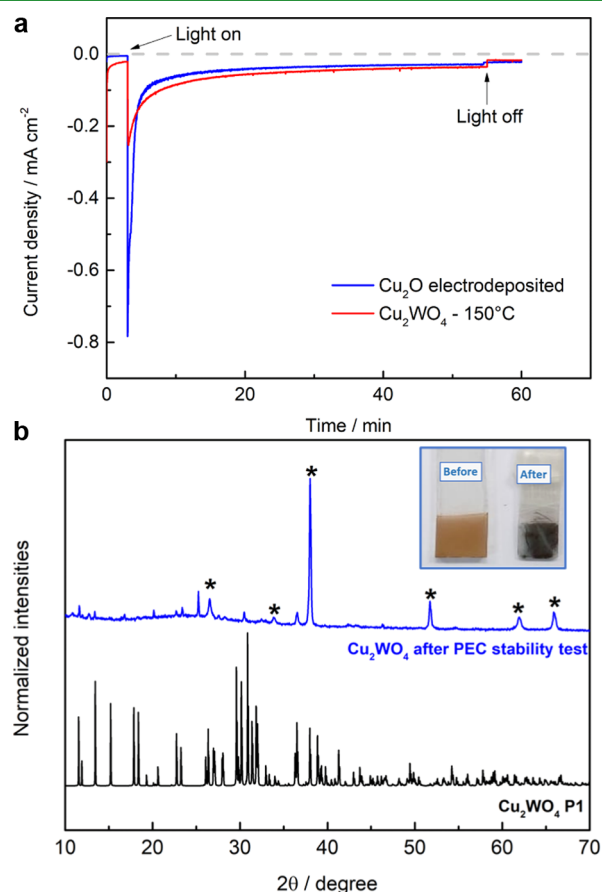 a
0.0
Light on
-0.2
Light off
-0.4
Current density / mA cm⁻²
-0.6
Cu₂O electrodeposited
Cu₂WO₄ - 150°C
-0.8
0
20
40
60
Time / min
b
Before
After
*
*
*
*
*
*
Normalized intensities
Cu₂WO₄ after PEC stability test
Cu₂WO₄ P1
10
20
30
40
50
60
70
2θ / degree